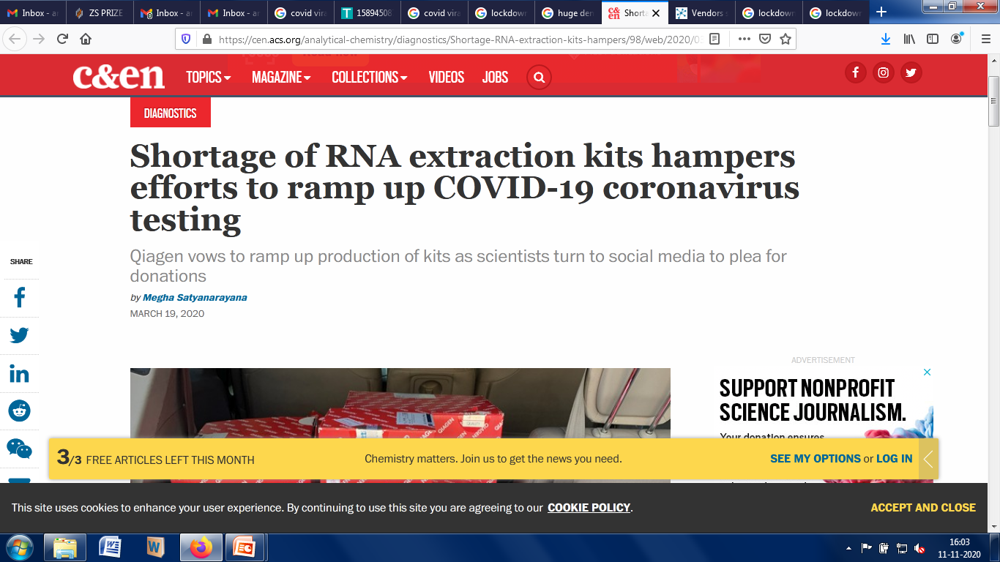 Inbox - a
ZS PRIZE
Inbox - a
Inbox - a
covid vira
15894508
covid vira
lockdown
huge den
Shorta
Vendors
lockdown
lockdown
https://cen.acs.org/analytical-chemistry/diagnostics/Shortage-RNA-extraction-kits-hampers/98/web/2020/03
c&en TOPICS MAGAZINE COLLECTIONS VIDEOS JOBS
DIAGNOSTICS
Shortage of RNA extraction kits hampers
efforts to ramp up COVID-19 coronavirus
testing
Qiagen vows to ramp up production of kits as scientists turn to social media to plea for
donations
by Megha Satyanarayana
MARCH 19, 2020
SHARE
ADVERTISEMENT
SUPPORT NONPROFIT
SCIENCE JOURNALISM.
Your donation ensures
QIAGEN
3/3 FREE ARTICLES LEFT THIS MONTH
Chemistry matters. Join us to get the news you need.
SEE MY OPTIONS or LOG IN
This site uses cookies to enhance your user experience. By continuing to use this site you are agreeing to our COOKIE POLICY.
ACCEPT AND CLOSE
16:03
11-11-2020